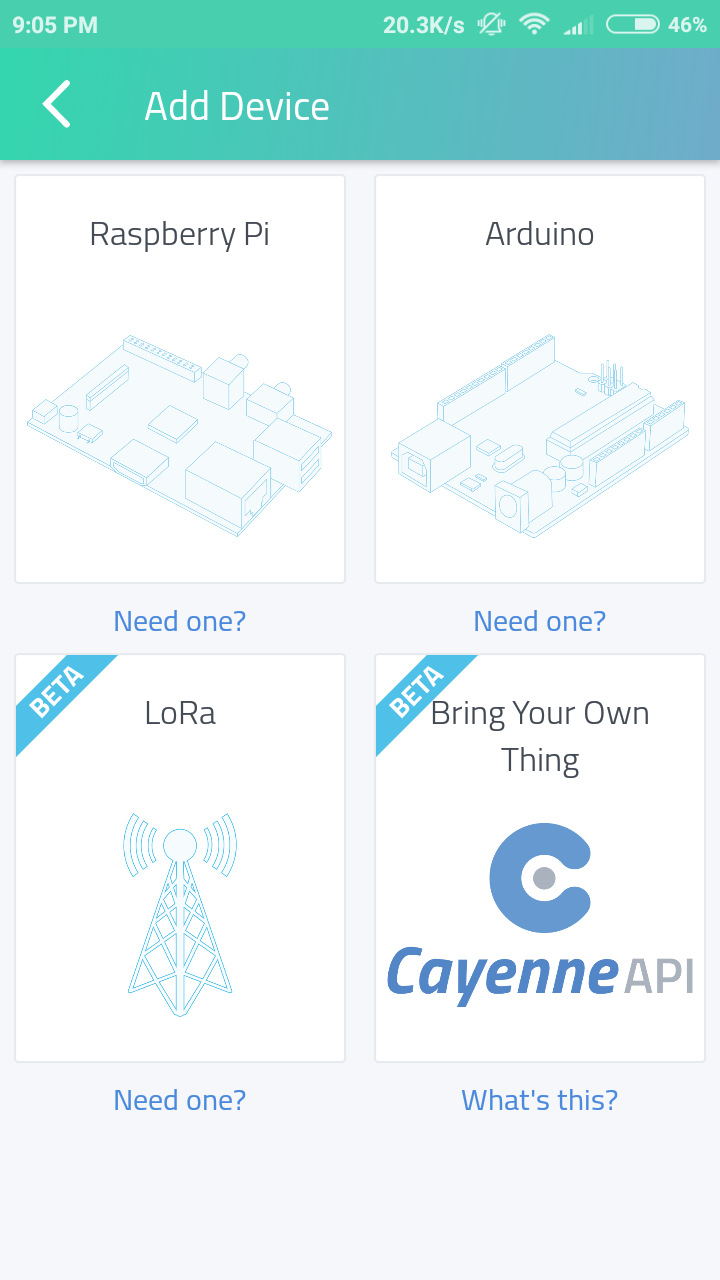 9:05 PM 20.3K/s 46%
Add Device
Raspberry Pi
Arduino
Need one?
Need one?
BETA
LoRa
BETA
Bring Your Own
Thing
Cayenne API
Need one?
What's this?